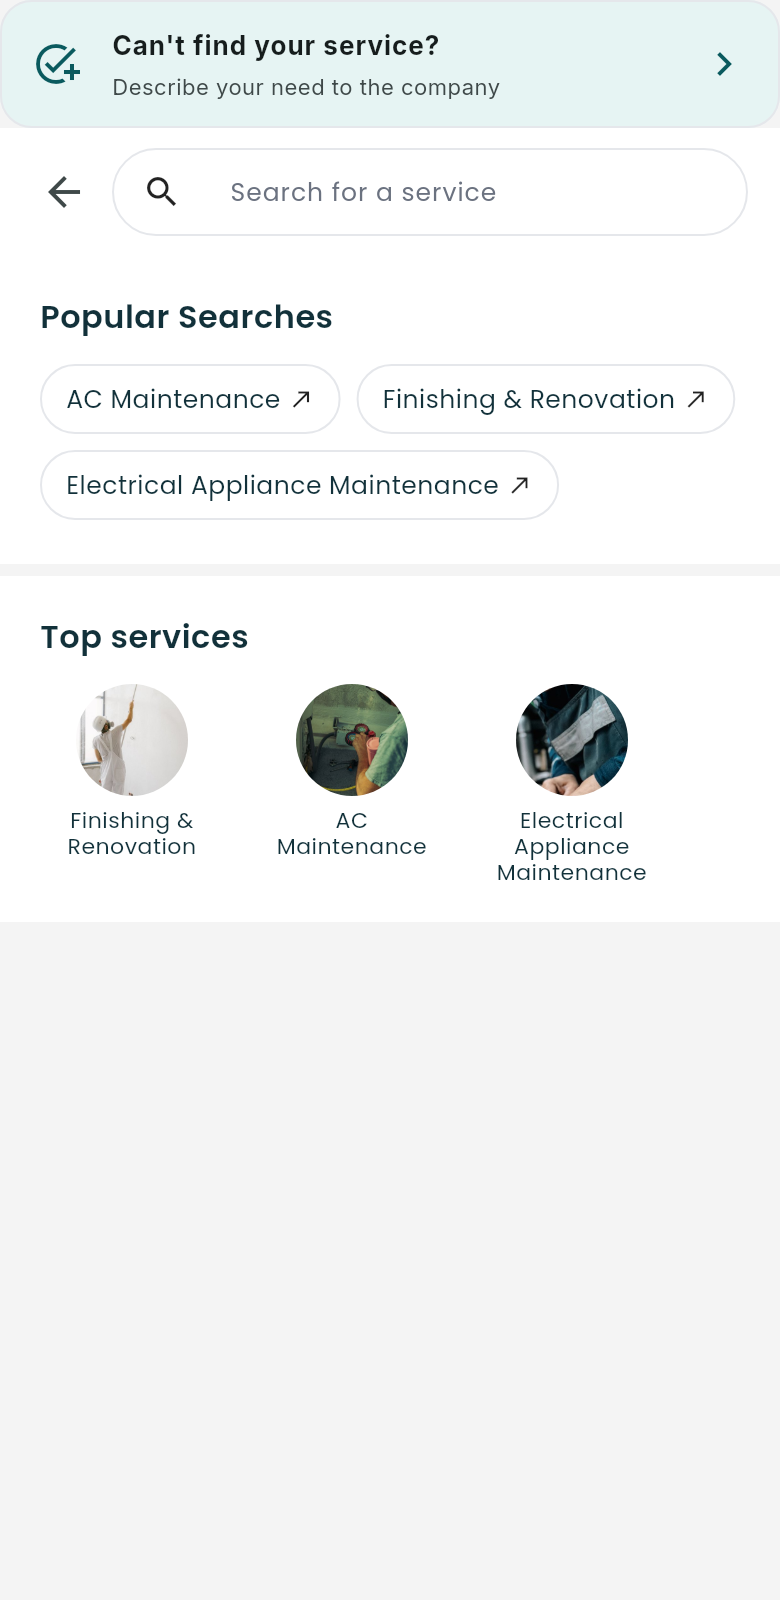 Can't find your service?
Describe your need to the company
Search for a service
Popular Searches
AC Maintenance
Finishing & Renovation
Electrical Appliance Maintenance
Top services
Finishing &
Renovation
AC
Maintenance
Electrical
Appliance
Maintenance